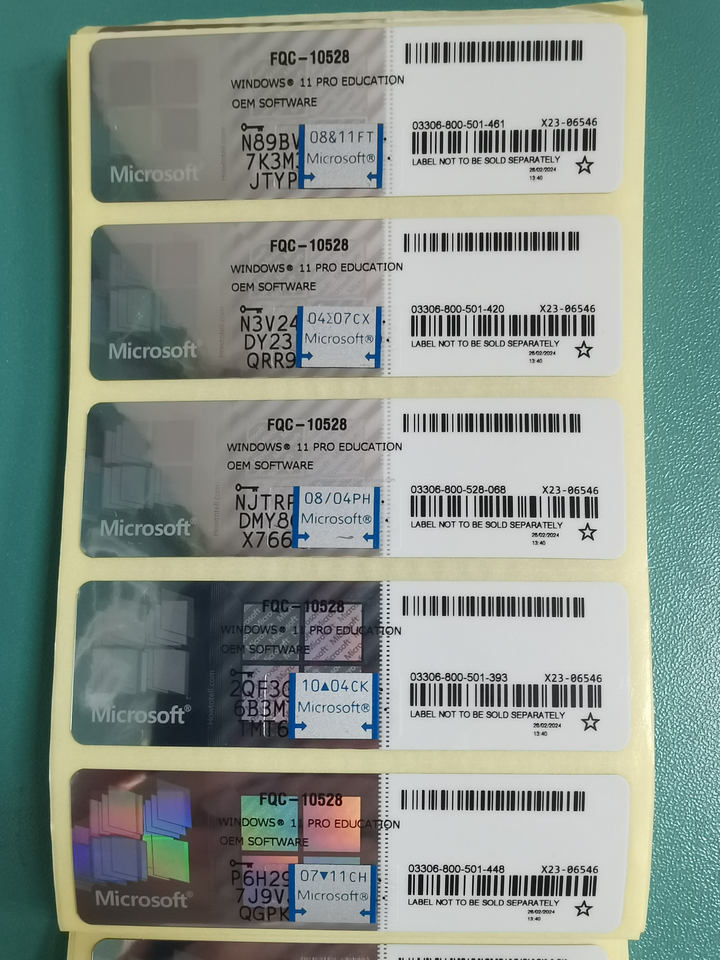 FQC-10528
WINDOWS® 11 PRO EDUCATION
OEM SOFTWARE
N89BV
7K3M
JTYP
08&11FT
Microsoft®
Microsoft®
03306-800-501-461 X23-06546
LABEL NOT TO BE SOLD SEPARATELY
26/02/2024
13:40
FQC-10528
WINDOWS® 11 PRO EDUCATION
OEM SOFTWARE
N3V24
DY23
QRR9
04Σ07CX
Microsoft®
Microsoft®
03306-800-501-420 X23-06546
LABEL NOT TO BE SOLD SEPARATELY
26/02/2024
13:40
FQC-10528
WINDOWS® 11 PRO EDUCATION
OEM SOFTWARE
NJTRF
DMY8
X766
08/04PH
Microsoft®
Microsoft®
03306-800-528-068 X23-06546
LABEL NOT TO BE SOLD SEPARATELY
26/02/2024
13:40
FQC-10528
WINDOWS® 11 PRO EDUCATION
OEM SOFTWARE
2QF3
6B3M
TMT6
10▲04CK
Microsoft®
Microsoft®
Howtotell.com
03306-800-501-393 X23-06546
LABEL NOT TO BE SOLD SEPARATELY
26/02/2024
13:40
FQC-10528
WINDOWS® 11 PRO EDUCATION
OEM SOFTWARE
P6H29
7J9V
QGPK
07▼11CH
Microsoft®
Microsoft®
03306-800-501-448 X23-06546
LABEL NOT TO BE SOLD SEPARATELY
26/02/2024
13:40